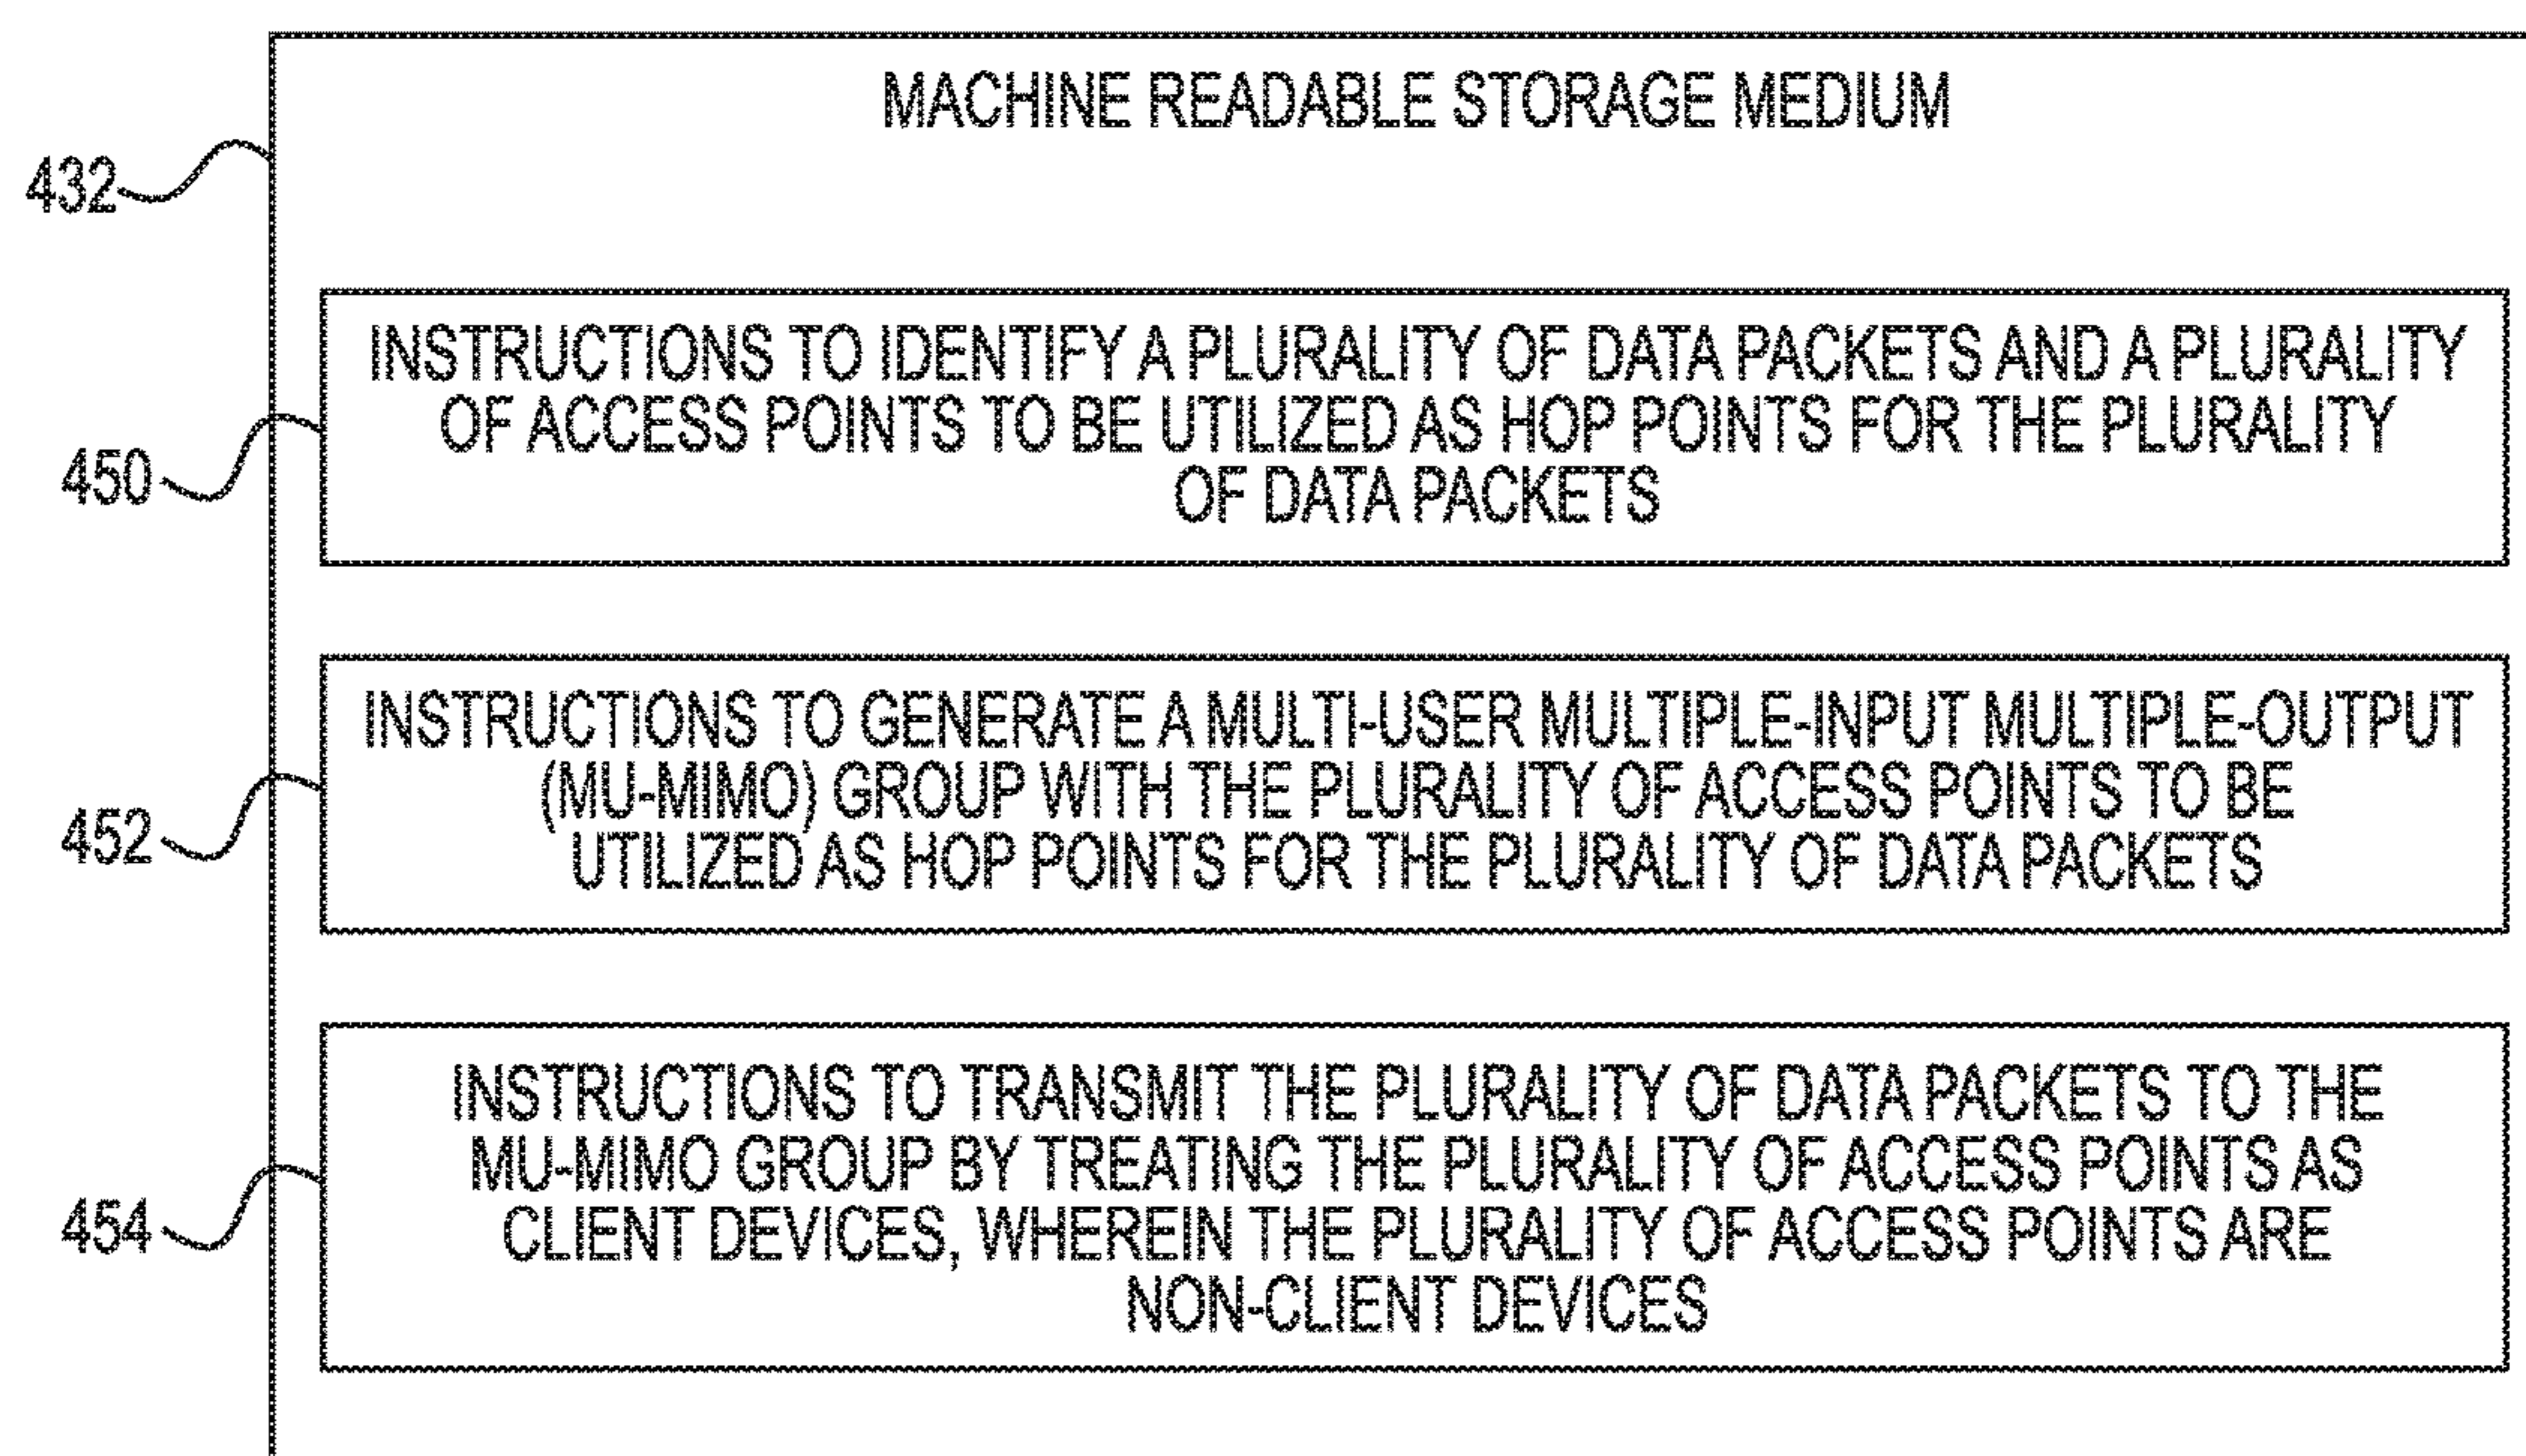 MACHINE READABLE STORAGE MEDIUM
432
INSTRUCTIONS TO IDENTIFY A PLURALITY OF DATA PACKETS AND A PLURALITY
OF ACCESS POINTS TO BE UTILIZED AS HOP POINTS FOR THE PLURALITY
OF DATA PACKETS
450
INSTRUCTIONS TO GENERATE A MULTI-USER MULTIPLE-INPUT MULTIPLE-OUTPUT
(MU-MIMO) GROUP WITH THE PLURALITY OF ACCESS POINTS TO BE
UTILIZED AS HOP POINTS FOR THE PLURALITY OF DATA PACKETS
452
INSTRUCTIONS TO TRANSMIT THE PLURALITY OF DATA PACKETS TO THE
MU-MIMO GROUP BY TREATING THE PLURALITY OF ACCESS POINTS AS
CLIENT DEVICES, WHEREIN THE PLURALITY OF ACCESS POINTS ARE
NON-CLIENT DEVICES
454